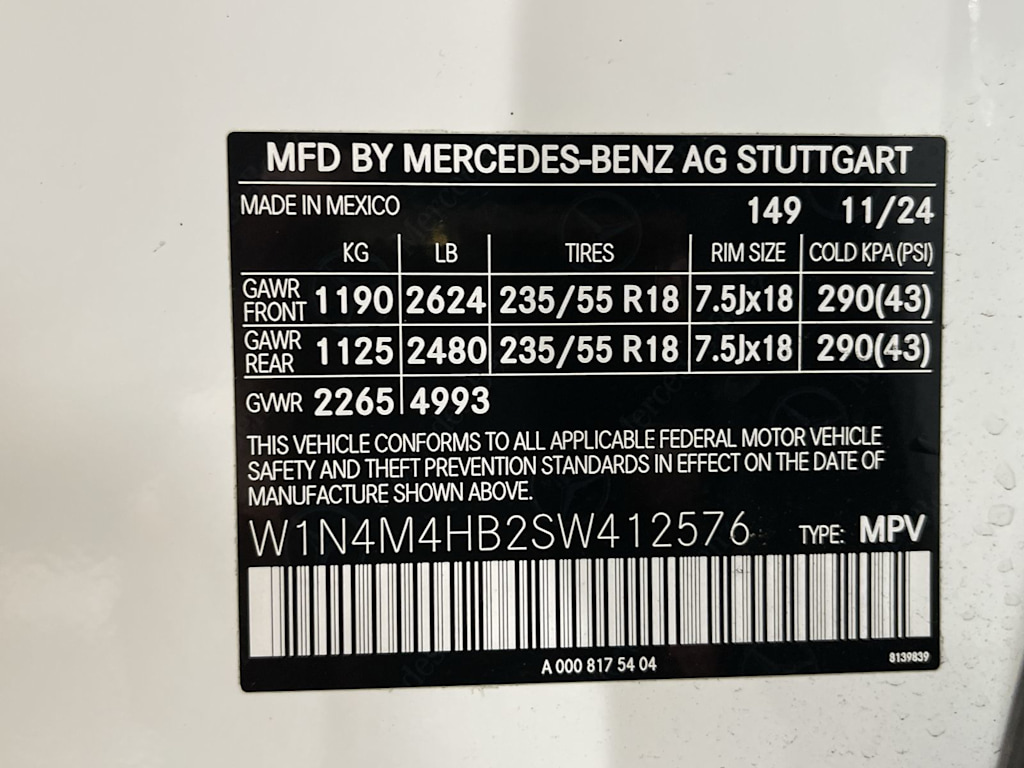 MFD BY MERCEDES-BENZ AG STUTTGART
MADE IN MEXICO 149 11/24
KG LB TIRES RIM SIZE COLD KPA (PSI)
GAWR FRONT 1190 2624 235/55 R18 7.5Jx18 290(43)
GAWR REAR 1125 2480 235/55 R18 7.5Jx18 290(43)
GVWR 2265 4993
THIS VEHICLE CONFORMS TO ALL APPLICABLE FEDERAL MOTOR VEHICLE
SAFETY AND THEFT PREVENTION STANDARDS IN EFFECT ON THE DATE OF
MANUFACTURE SHOWN ABOVE.
W1N4M4HB2SW412576 TYPE: MPV
A 000 817 54 04 8139839